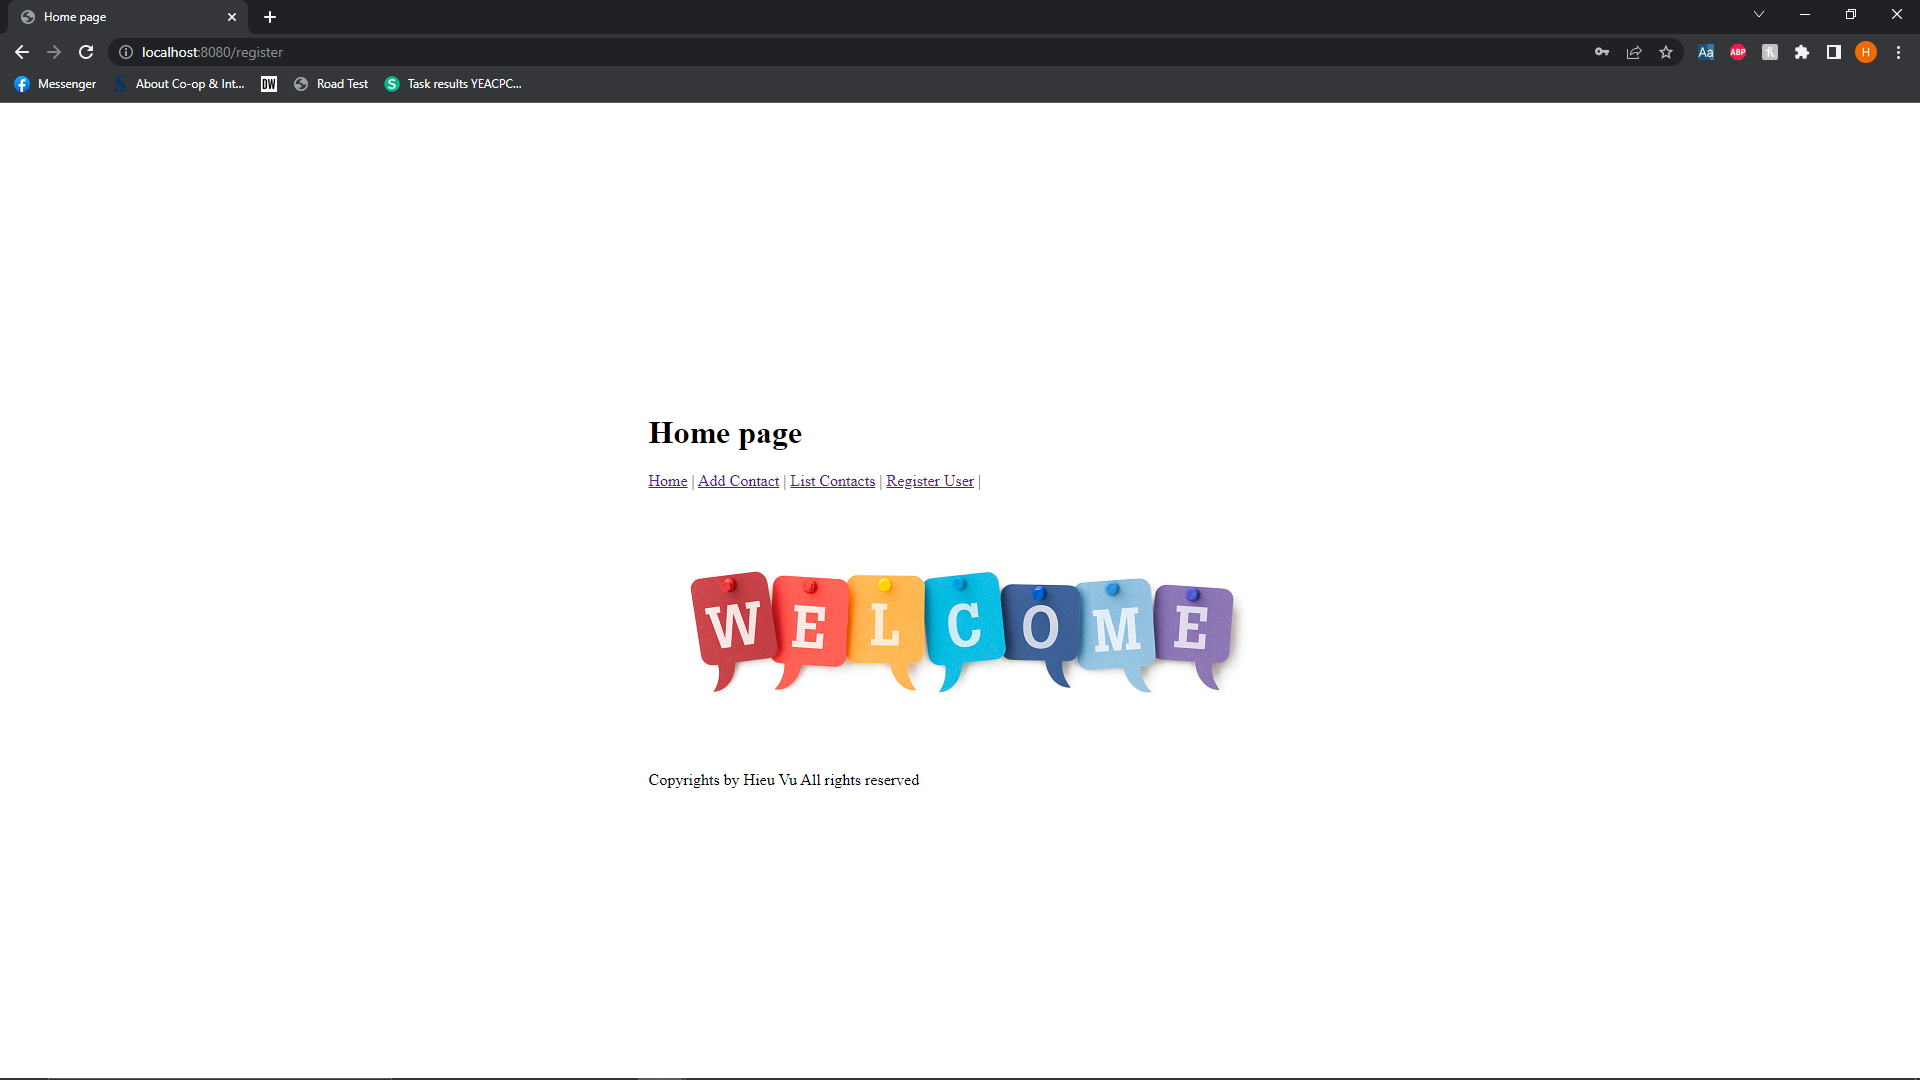 Home page
localhost:8080/register
Aa ABP H
Messenger About Co-op & Int... DW Road Test S Task results YEACPC...
Home page
Home | Add Contact | List Contacts | Register User |
WELCOME
Copyrights by Hieu Vu All rights reserved